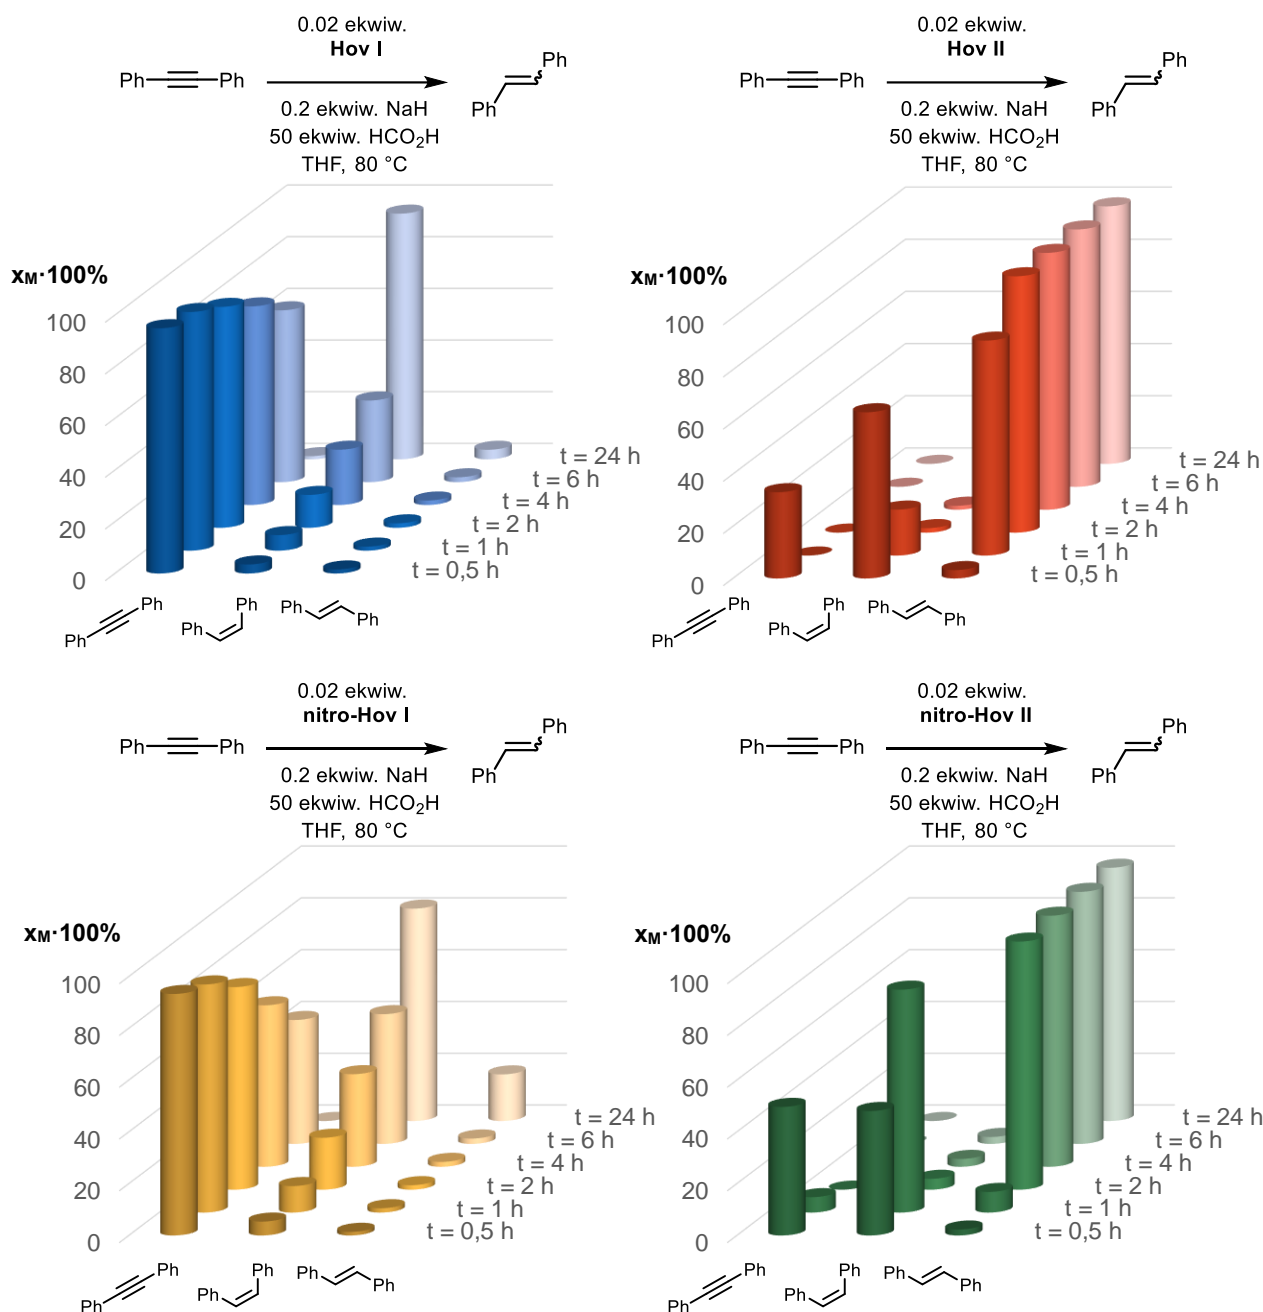 0.02 ekwiw.
Hov I
Ph
Ph
Ph
Ph
0.2 ekwiw. NaH
50 ekwiw. HCO₂H
THF, 80 °C
xM·100%
100
80
60
40
20
0
t = 24 h
t = 6 h
t = 4 h
t = 2 h
t = 1 h
t = 0,5 h
Ph
Ph
Ph
Ph
Ph
Ph
0.02 ekwiw.
Hov II
Ph
Ph
Ph
Ph
0.2 ekwiw. NaH
50 ekwiw. HCO₂H
THF, 80 °C
xM·100%
100
80
60
40
20
0
t = 24 h
t = 6 h
t = 4 h
t = 2 h
t = 1 h
t = 0,5 h
Ph
Ph
Ph
Ph
Ph
Ph
0.02 ekwiw.
nitro-Hov I
Ph
Ph
Ph
Ph
0.2 ekwiw. NaH
50 ekwiw. HCO₂H
THF, 80 °C
xM·100%
100
80
60
40
20
0
t = 24 h
t = 6 h
t = 4 h
t = 2 h
t = 1 h
t = 0,5 h
Ph
Ph
Ph
Ph
Ph
Ph
0.02 ekwiw.
nitro-Hov II
Ph
Ph
Ph
Ph
0.2 ekwiw. NaH
50 ekwiw. HCO₂H
THF, 80 °C
xM·100%
100
80
60
40
20
0
t = 24 h
t = 6 h
t = 4 h
t = 2 h
t = 1 h
t = 0,5 h
Ph
Ph
Ph
Ph
Ph
Ph